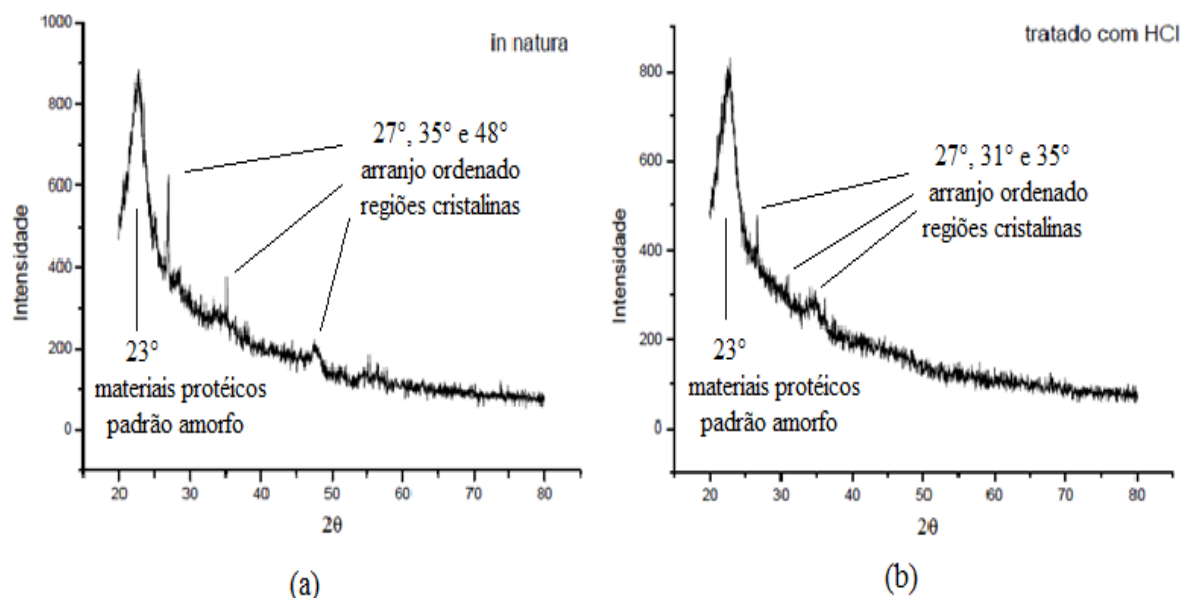 in natura
Intensidade
1000
800
600
400
200
0
27°, 35° e 48°
arranjo ordenado
regiões cristalinas
23°
materiais protéicos
padrão amorfo
20 30 40 50 60 70 80
2θ
(a)
tratado com HCl
Intensidade
800
600
400
200
0
27°, 31° e 35°
arranjo ordenado
regiões cristalinas
23°
materiais protéicos
padrão amorfo
20 30 40 50 60 70 80
2θ
(b)